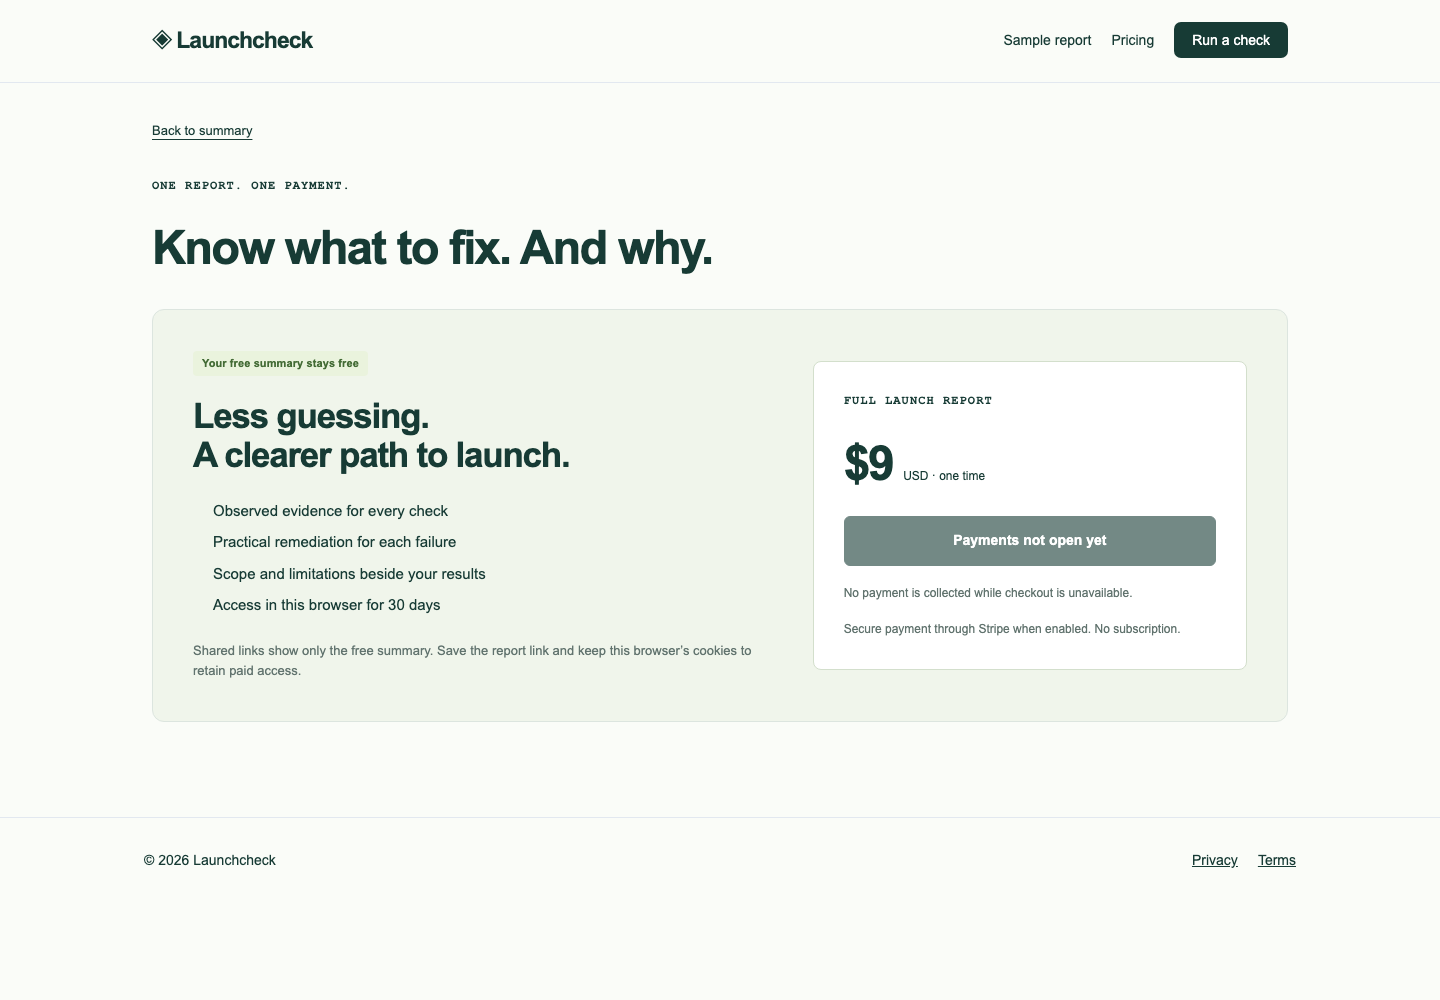 Launchcheck
Sample report
Pricing
Run a check
Back to summary
ONE REPORT. ONE PAYMENT.
Know what to fix. And why.
Your free summary stays free
Less guessing.
A clearer path to launch.
Observed evidence for every check
Practical remediation for each failure
Scope and limitations beside your results
Access in this browser for 30 days
Shared links show only the free summary. Save the report link and keep this browser’s cookies to
retain paid access.
FULL LAUNCH REPORT
$9 USD · one time
Payments not open yet
No payment is collected while checkout is unavailable.
Secure payment through Stripe when enabled. No subscription.
© 2026 Launchcheck
Privacy
Terms